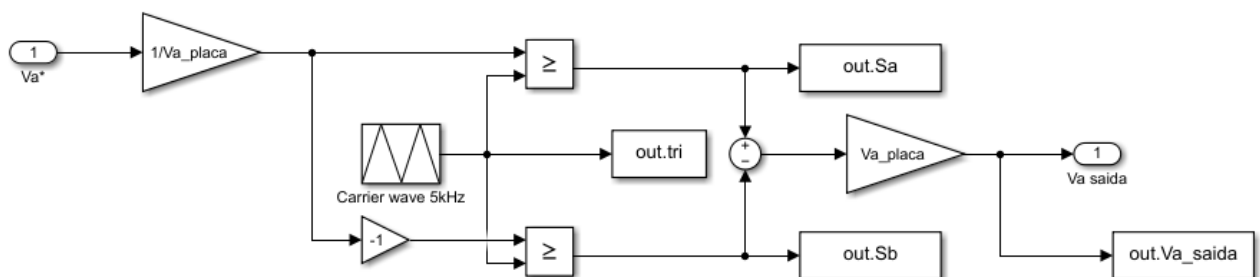 1
Va*
1/Va_placa
≥
out.Sa
out.tri
Carrier wave 5kHz
+
−
Va_placa
1
Va saida
-1
≥
out.Sb
out.Va_saida